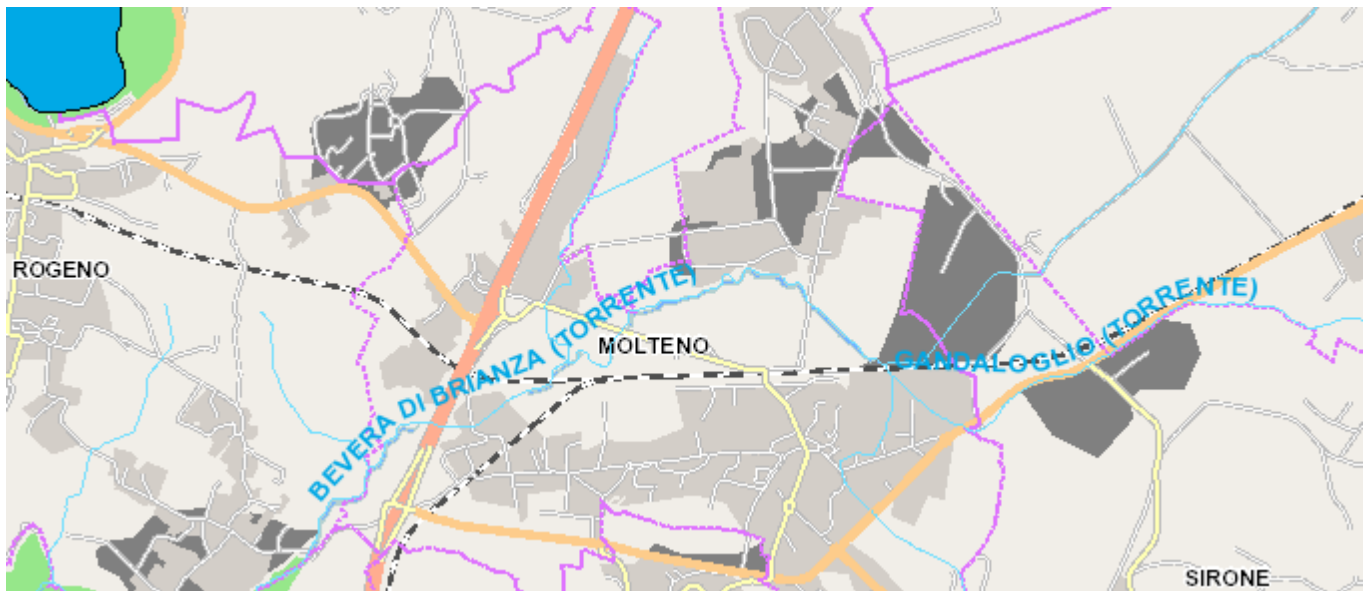 ROGENO
BEVERA DI BRIANZA (TORRENTE)
MOLTENO
GANDALOGLIO (TORRENTE)
SIRONE